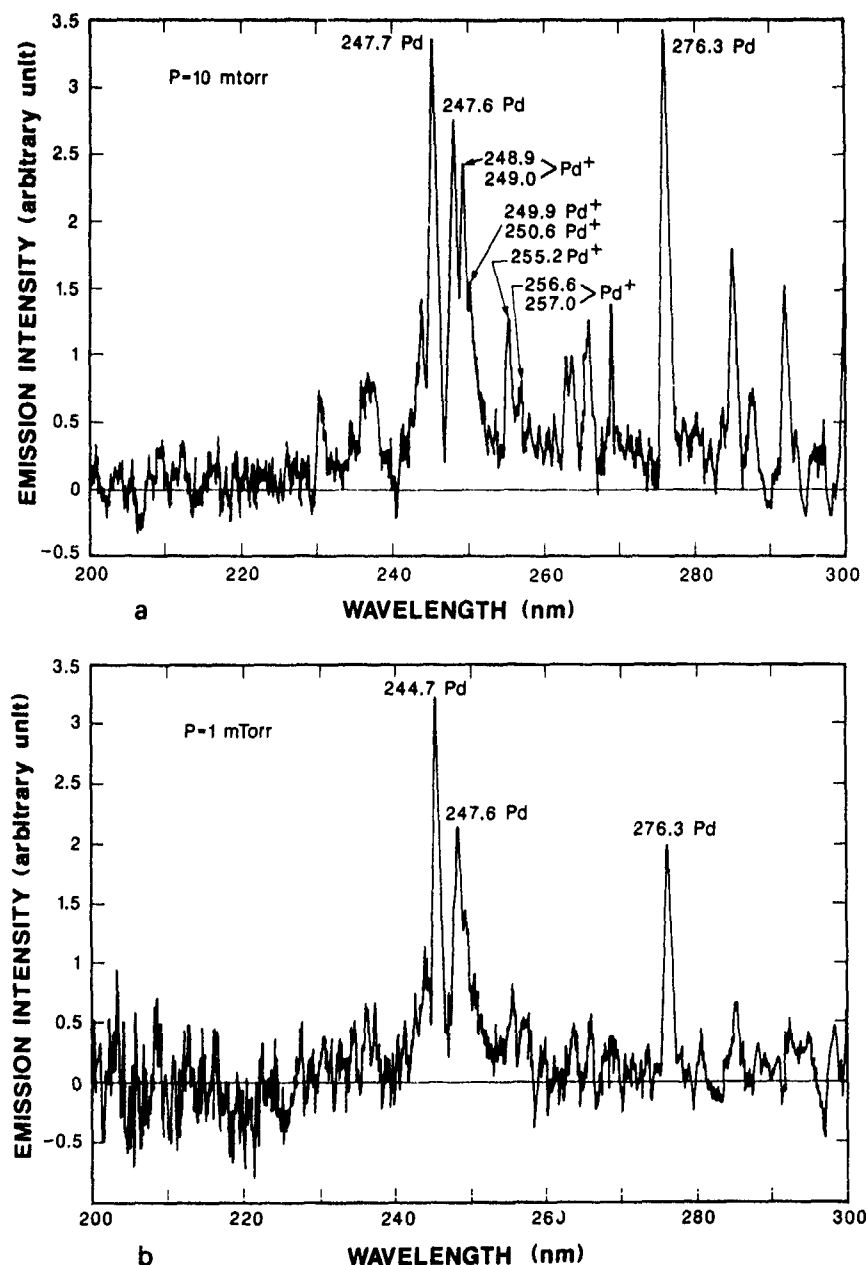 EMISSION INTENSITY (arbitrary unit)
3.5
3
2.5
2
1.5
1
0.5
0
−0.5
P=10 mtorr
247.7 Pd
276.3 Pd
247.6 Pd
248.9
249.0 >Pd+
249.9 Pd+
250.6 Pd+
255.2 Pd+
256.6
257.0 >Pd+
200 220 240 260 280 300
a WAVELENGTH (nm)
EMISSION INTENSITY (arbitrary unit)
3.5
3
2.5
2
1.5
1
0.5
0
-0.5
244.7 Pd
P=1 mTorr
247.6 Pd
276.3 Pd
200 220 240 26J 280 300
b WAVELENGTH (nm)